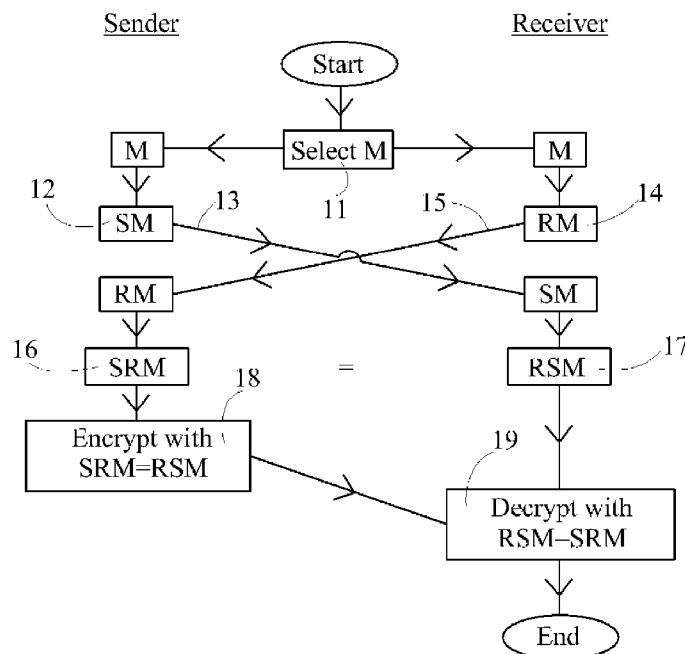 Sender
Receiver
Start
M
Select M
M
12
13
11
15
14
SM
RM
RM
SM
16
SRM
=
RSM
17
18
Encrypt with
SRM=RSM
19
Decrypt with
RSM–SRM
End